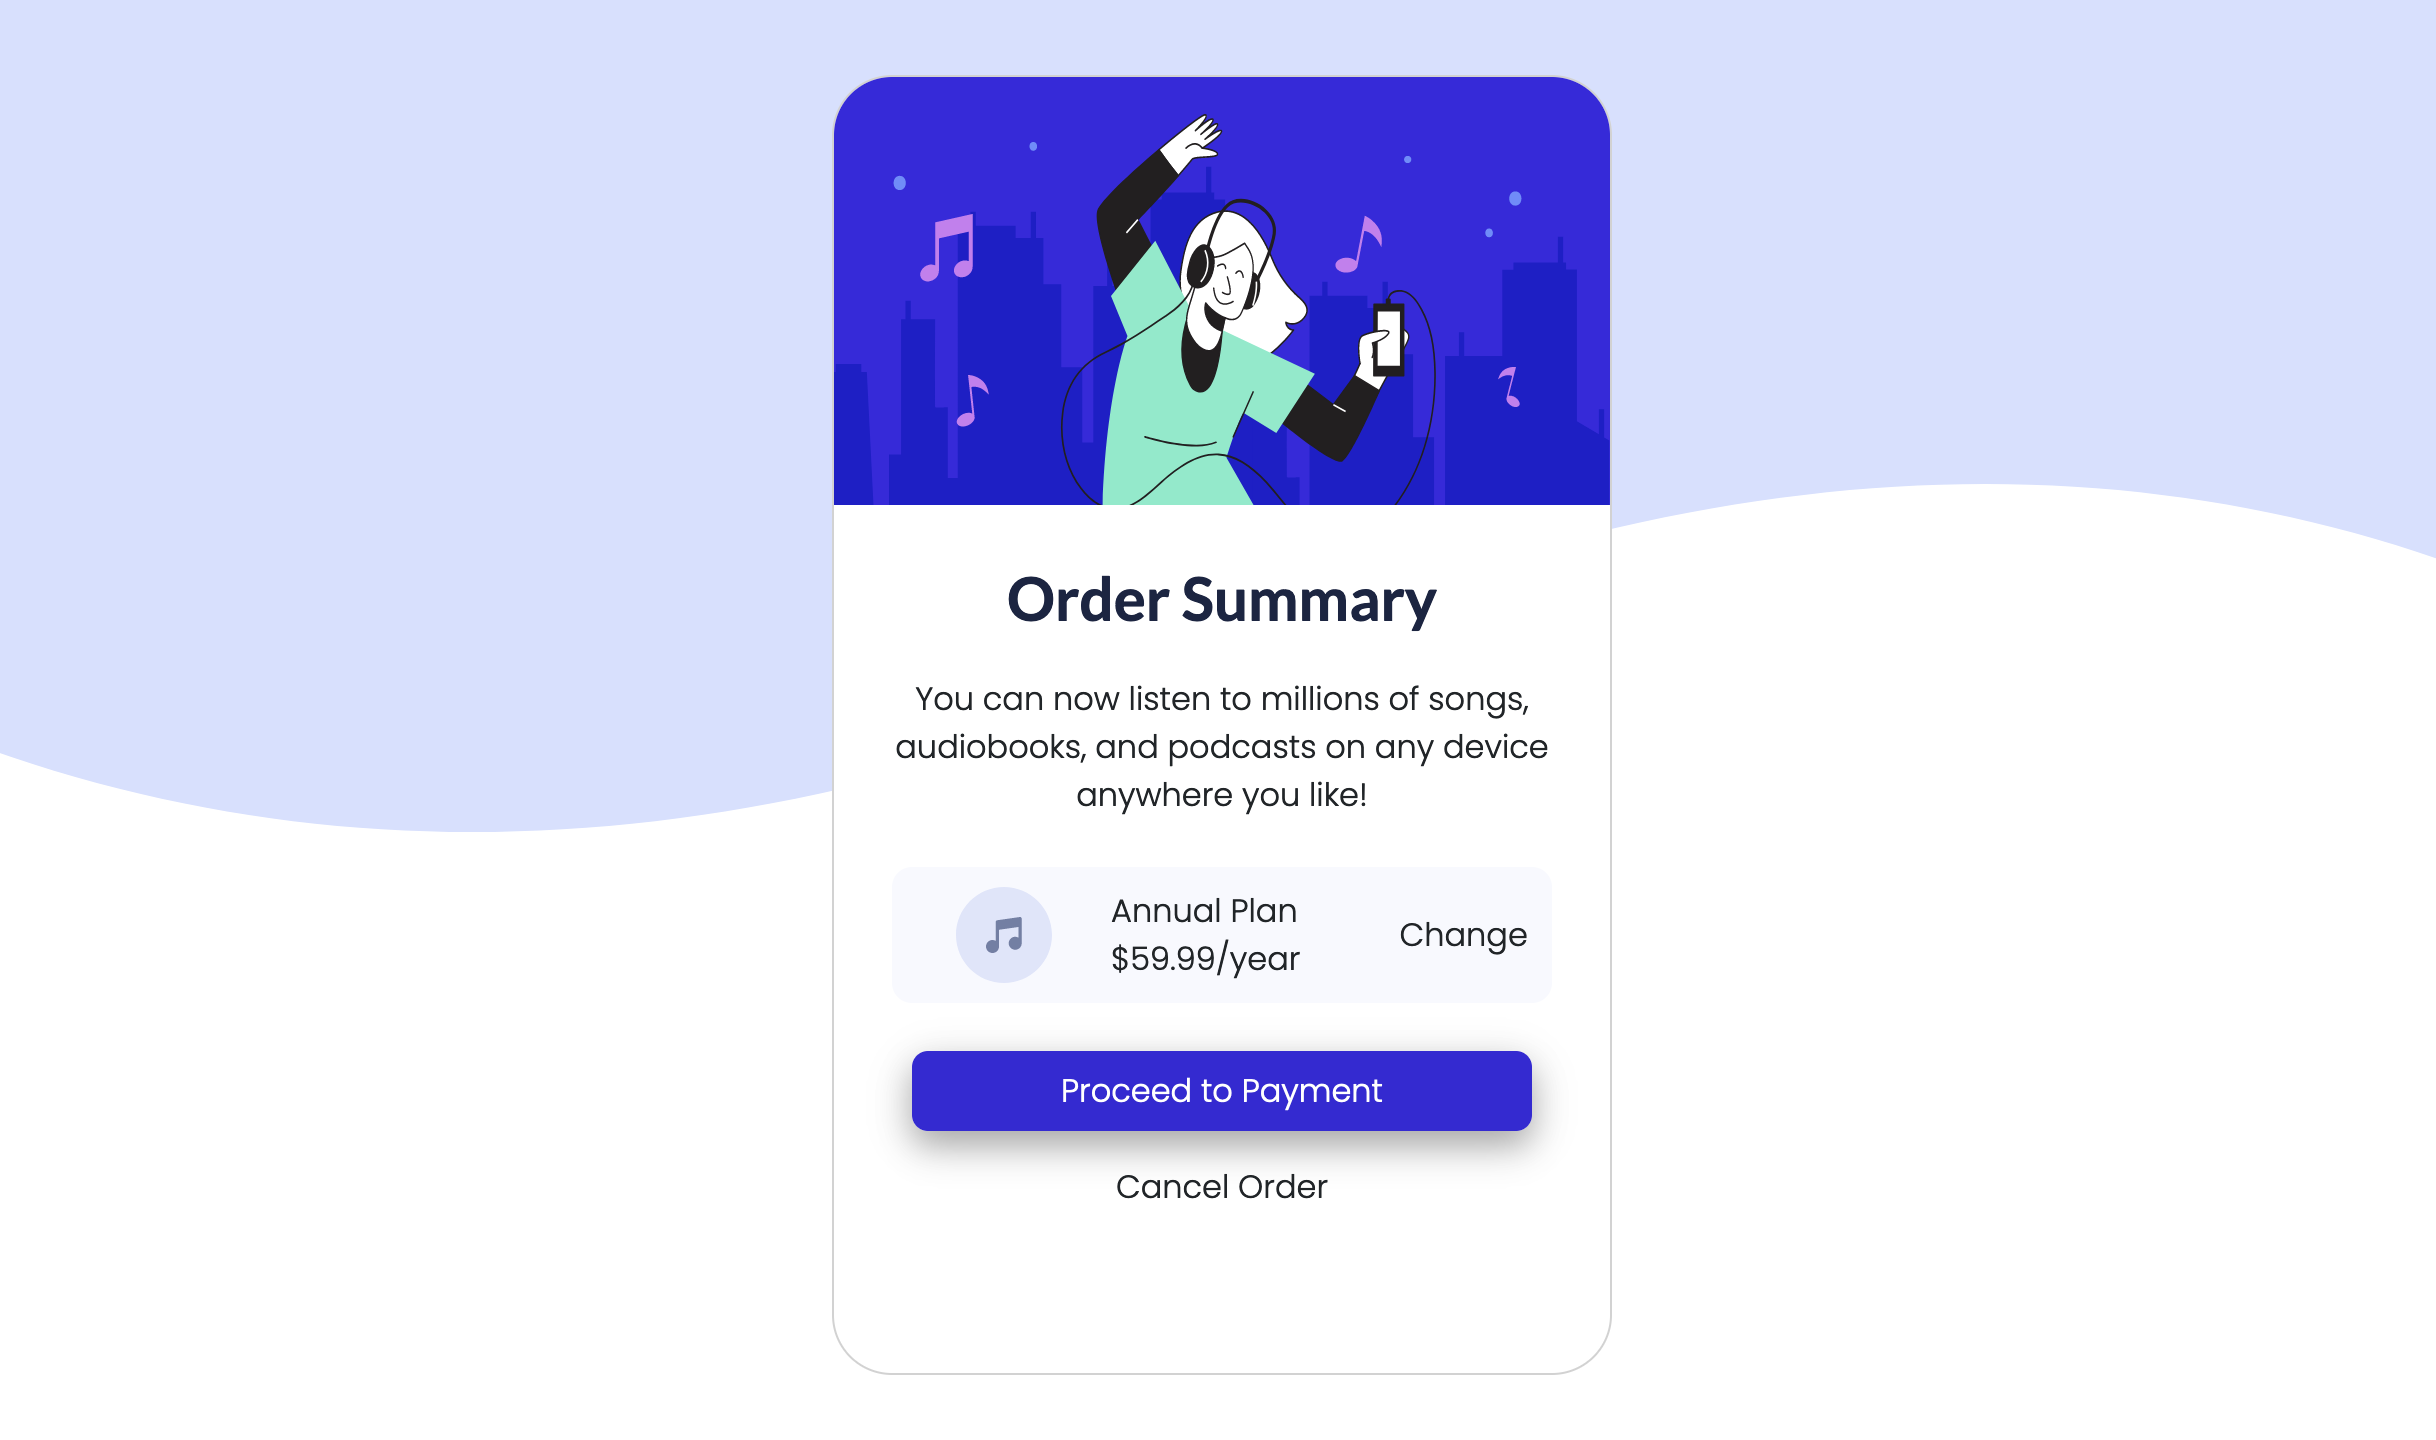 Order Summary
You can now listen to millions of songs,
audiobooks, and podcasts on any device
anywhere you like!
Annual Plan
$59.99/year
Change
Proceed to Payment
Cancel Order